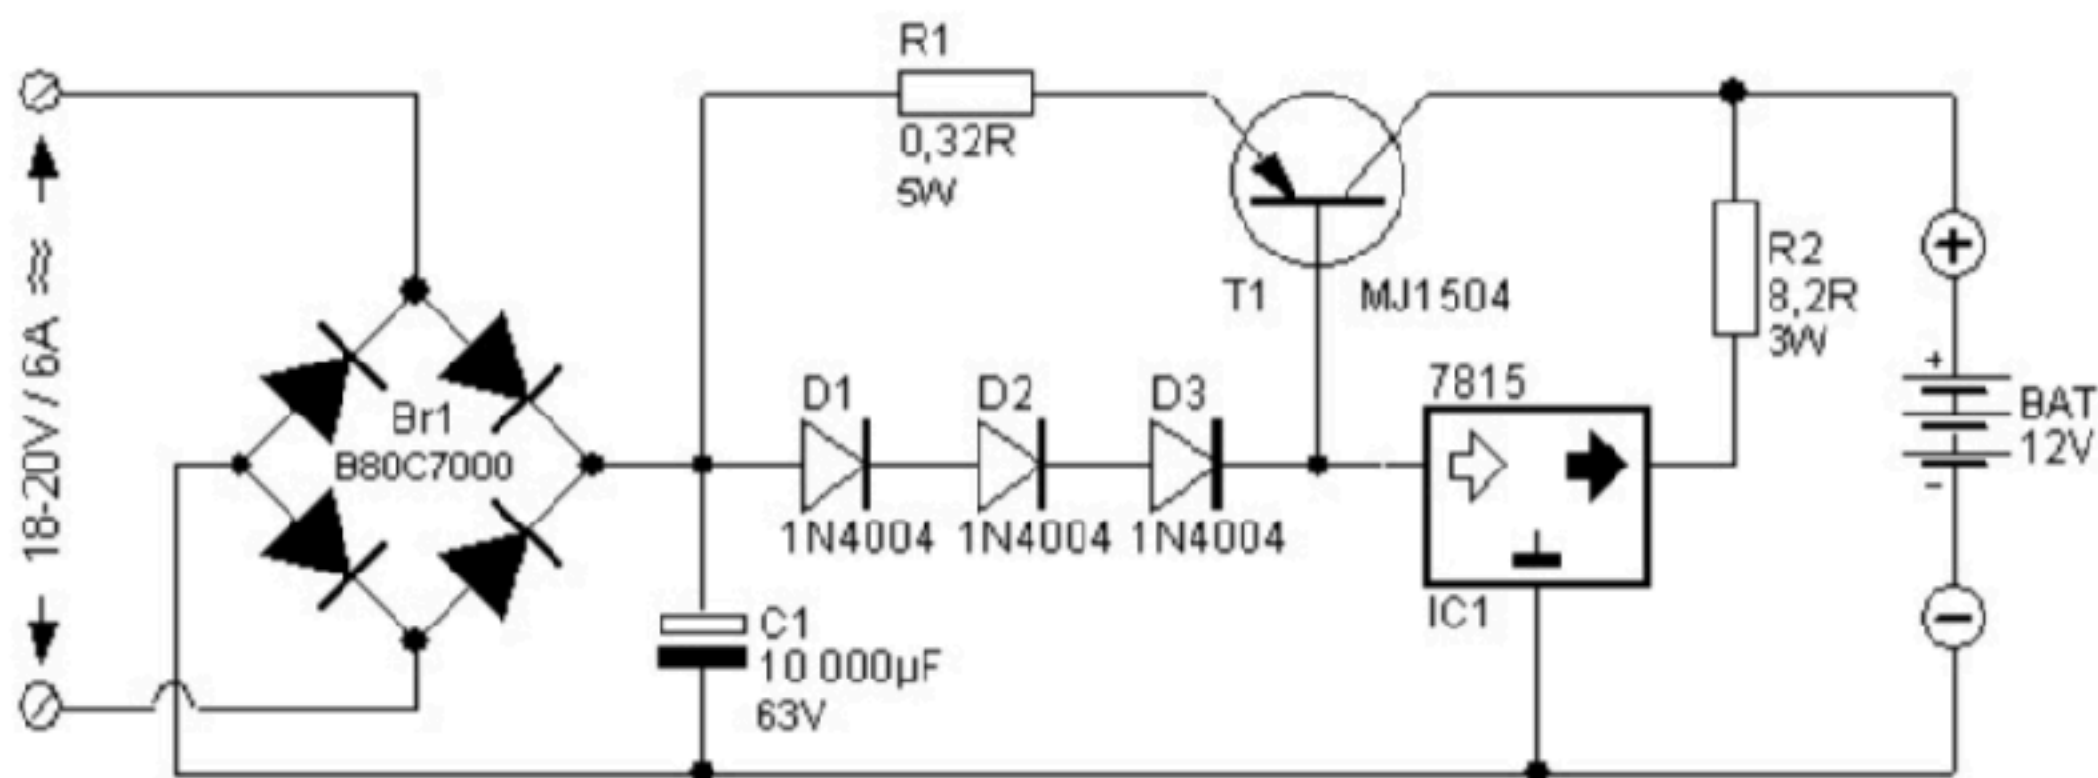 18-20V / 6A ≈
Br1
B80C7000
R1
0,32R
5W
T1
MJ1504
D1
1N4004
D2
1N4004
D3
1N4004
C1
10 000µF
63V
7815
IC1
R2
8,2R
3W
+
+
BAT
12V
-
−